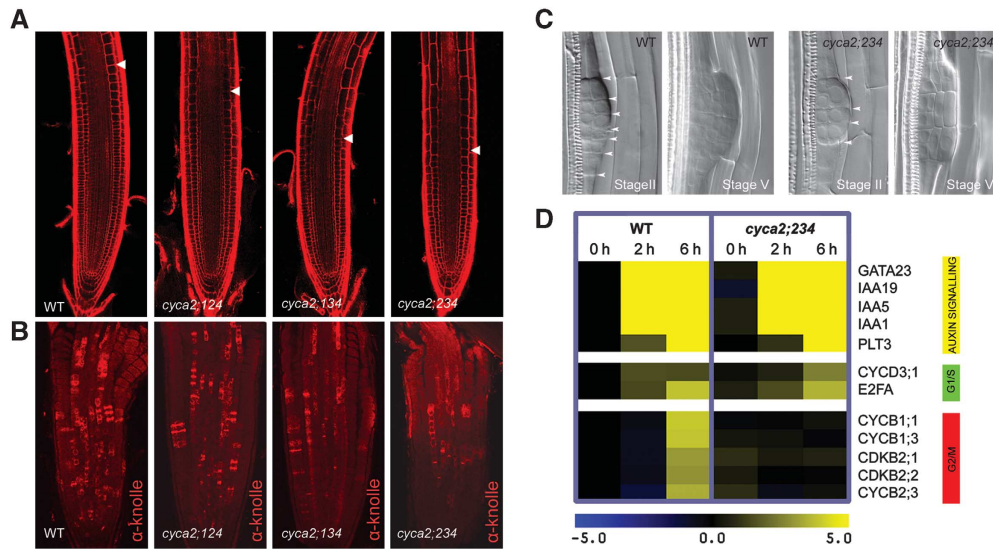 A
WT
cyca2;124
cyca2;134
cyca2;234
B
WT
cyca2;124
cyca2;134
cyca2;234
α-knolle
α-knolle
α-knolle
α-knolle
C
WT
WT
cyca2;234
cyca2;234
StageII
Stage V
Stage II
Stage V
D
WT cyca2;234
0 h 2 h 6 h 0 h 2 h 6 h
GATA23
IAA19
IAA5
IAA1
PLT3
AUXIN SIGNALLING
CYCD3;1
E2FA
G1/S
CYCB1;1
CYCB1;3
CDKB2;1
CDKB2;2
CYCB2;3
G2/M
-5.0 0.0 5.0